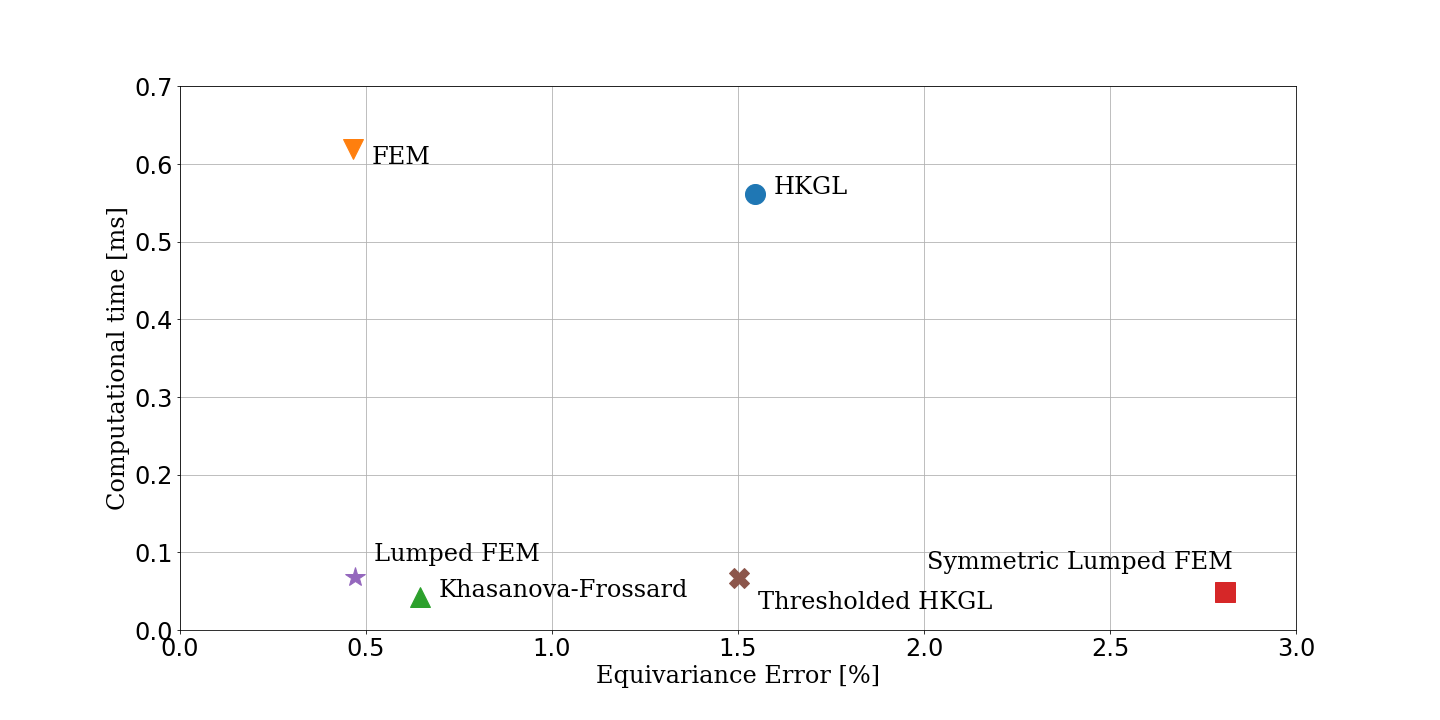 0.7
0.6
0.5
0.4
0.3
0.2
0.1
0.0
Computational time [ms]
FEM
HKGL
Lumped FEM
Khasanova-Frossard
Thresholded HKGL
Symmetric Lumped FEM
0.0 0.5 1.0 1.5 2.0 2.5 3.0
Equivariance Error [%]